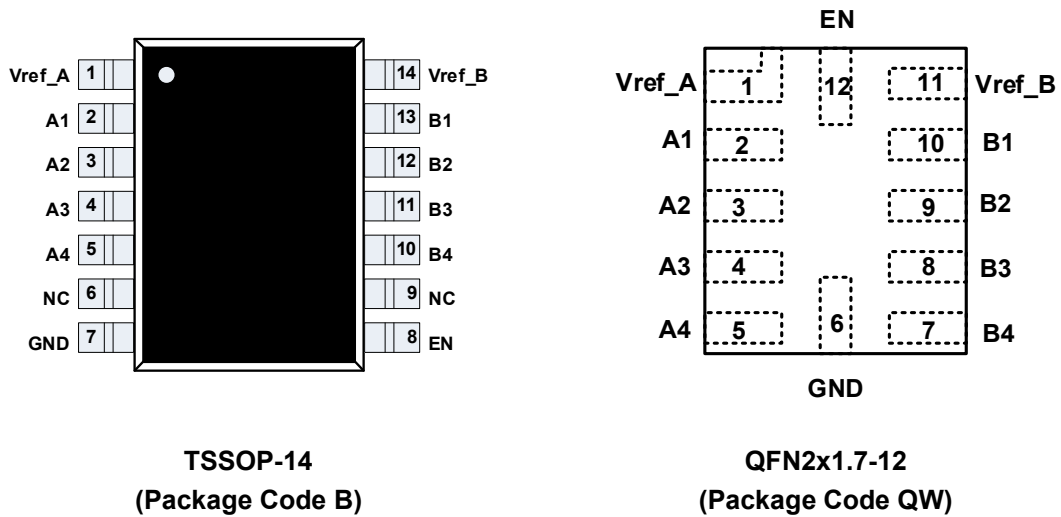 EN
Vref_A 1 14 Vref_B
A1 2 13 B1
A2 3 12 B2
A3 4 11 B3
A4 5 10 B4
NC 6 9 NC
GND 7 8 EN
Vref_A 1 12 11 Vref_B
A1 2 10 B1
A2 3 9 B2
A3 4 8 B3
A4 5 6 7 B4
GND
TSSOP-14
(Package Code B)
QFN2x1.7-12
(Package Code QW)